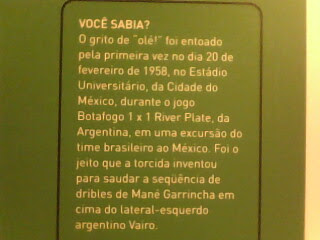 VOCÊ SABIA?
O grito de "olé!" foi entoado
pela primeira vez no dia 20 de
fevereiro de 1958, no Estádio
Universitário, da Cidade do
México, durante o jogo
Botafogo 1 x 1 River Plate, da
Argentina, em uma excursão do
time brasileiro ao México. Foi o
jeito que a torcida inventou
para saudar a seqüência de
dribles de Mané Garrincha em
cima do lateral-esquerdo
argentino Vairo.